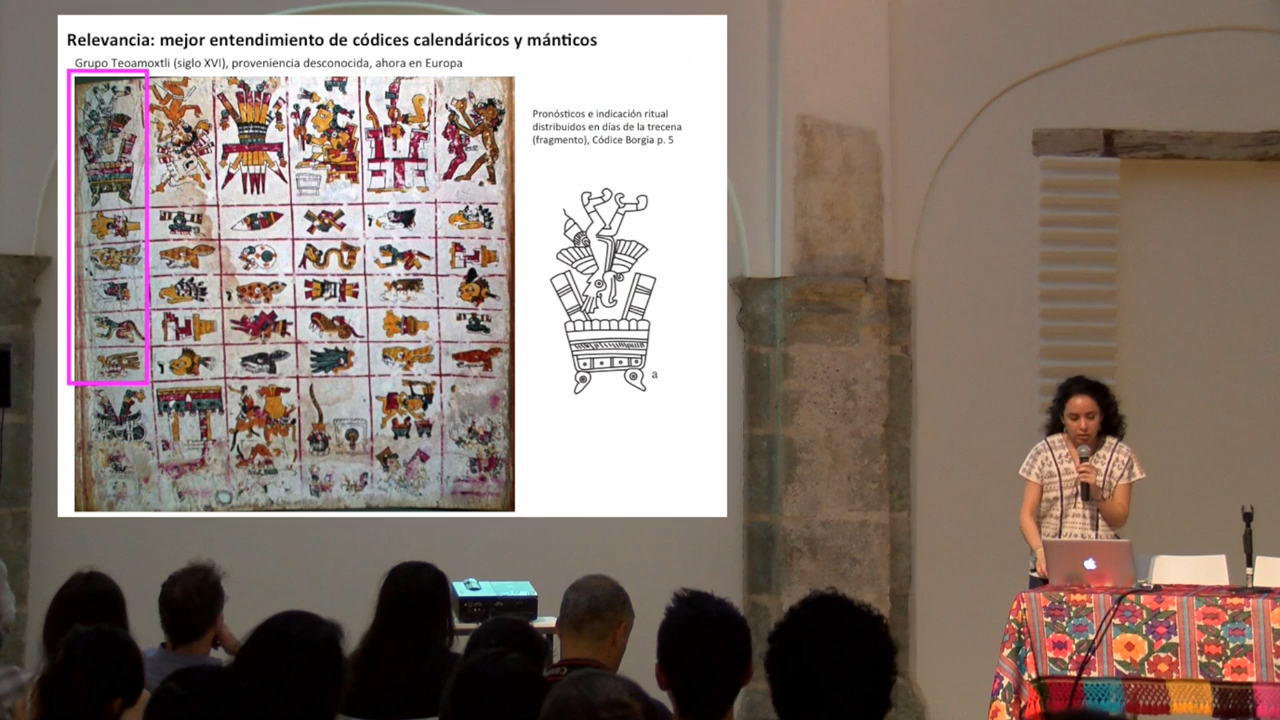 Relevancia: mejor entendimiento de códices calendáricos y mánticos
Grupo Teoamoxtli (siglo XVI), proveniencia desconocida, ahora en Europa
Pronósticos e indicación ritual
distribuidos en días de la trecena
(fragmento), Códice Borgia p. 5
a